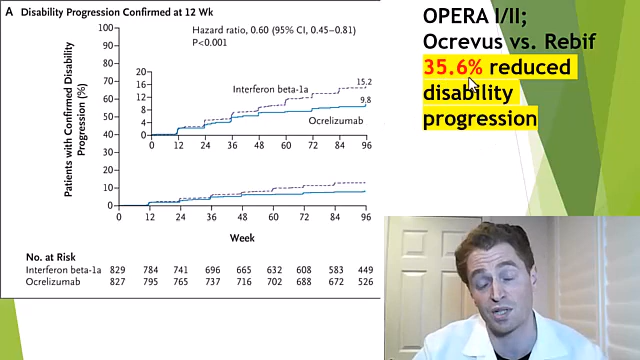 A Disability Progression Confirmed at 12 Wk
Hazard ratio, 0.60 (95% CI, 0.45–0.81)
P<0.001
Patients with Confirmed Disability
Progression (%)
100
90
80
70
60
50
40
30
20
10
0
20
16
12
8
4
0
Interferon beta-1a
15.2
9.8
Ocrelizumab
0 12 24 36 48 60 72 84 96
0 12 24 36 48 60 72 84 96
Week
No. at Risk
Interferon beta-1a 829 784 741 696 665 632 608 583 449
Ocrelizumab 827 795 765 737 716 702 688 672 526
OPERA I/II;
Ocrevus vs. Rebif
35.6% reduced
disability
progression